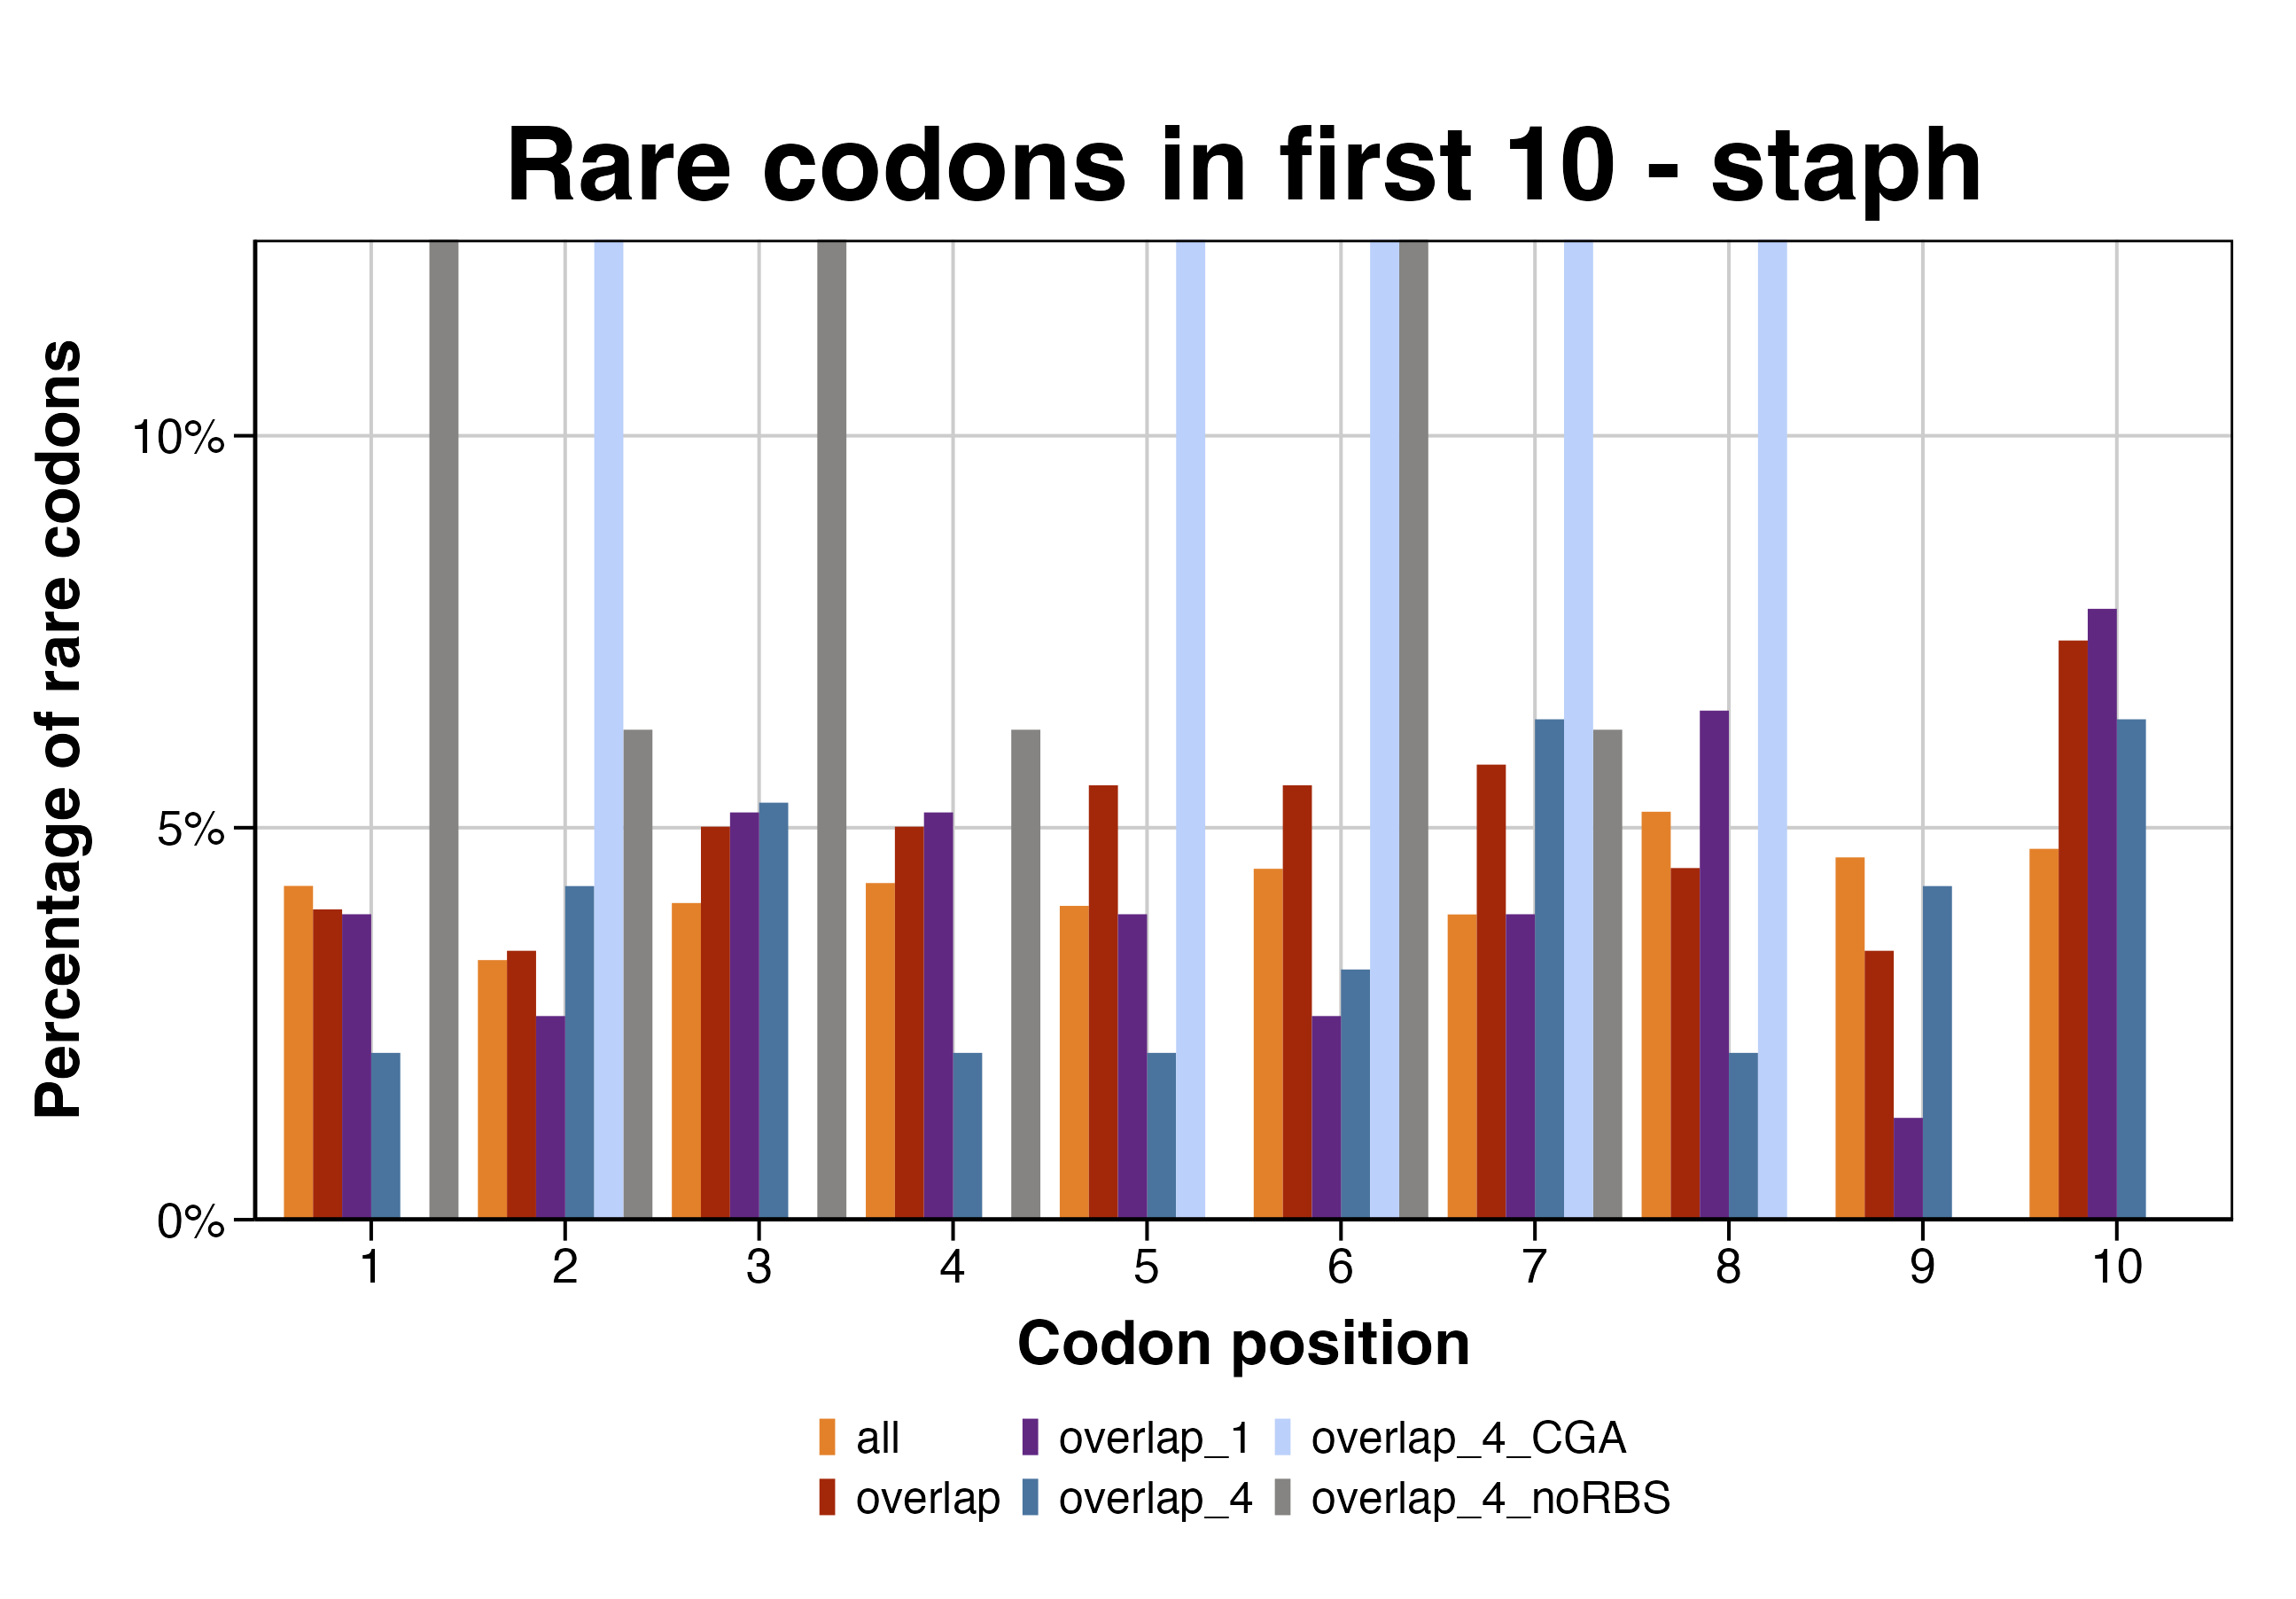 Rare codons in first 10 - staph
Percentage of rare codons
10%
5%
0%
1 2 3 4 5 6 7 8 9 10
Codon position
all overlap_1 overlap_4_CGA
overlap overlap_4 overlap_4_noRBS